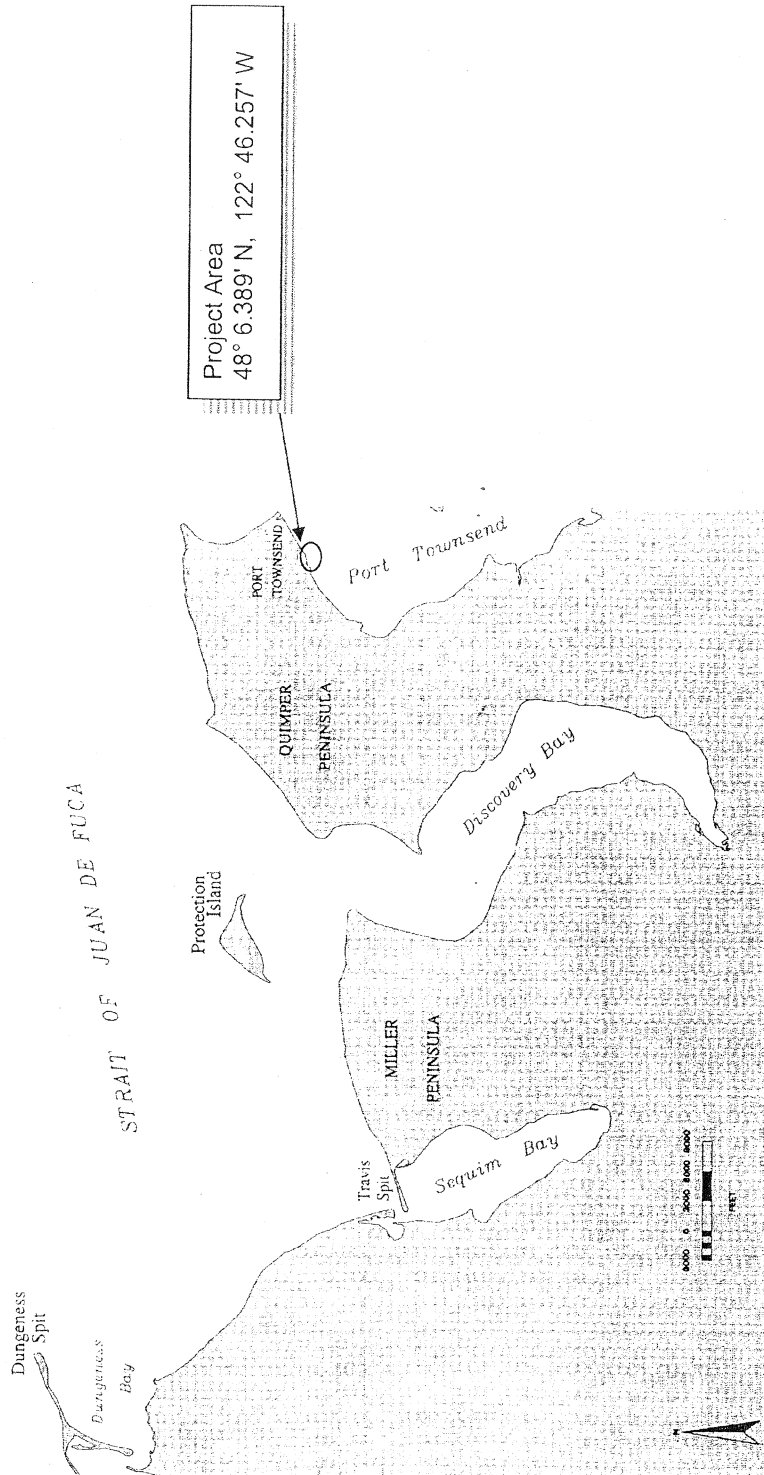 Project Area
48° 6.389' N, 122° 46.257' W
Dungeness
Spit
Dungeness
Bay
STRAIT OF JUAN DE FUCA
Protection
Island
QUIMPER
PENINSULA
PORT
TOWNSEND
Port Townsend
Discovery Bay
MILLER
PENINSULA
Travis
Spit
Sequim Bay
FEET